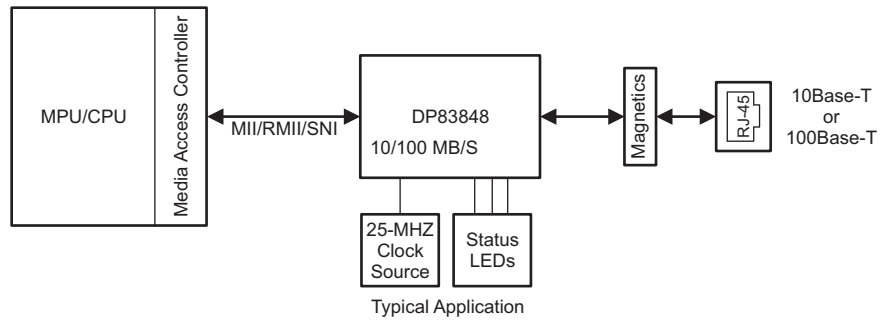 MPU/CPU
Media Access Controller
MII/RMII/SNI
DP83848
10/100 MB/S
Magnetics
RJ-45
10Base-T
or
100Base-T
25-MHZ
Clock
Source
Status
LEDs
Typical Application